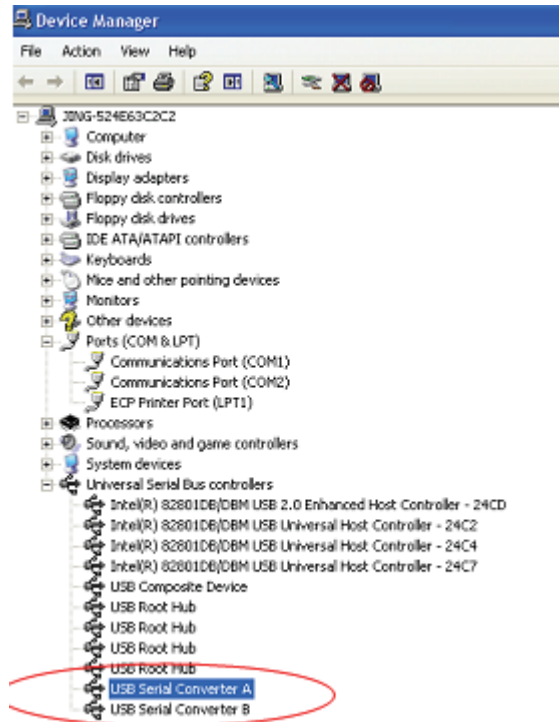 Device Manager
File Action View Help
JING-524E63C2C2
Computer
Disk drives
Display adapters
Floppy disk controllers
Floppy disk drives
IDE ATA/ATAPI controllers
Keyboards
Mice and other pointing devices
Monitors
Other devices
Ports (COM & LPT)
Communications Port (COM1)
Communications Port (COM2)
ECP Printer Port (LPT1)
Processors
Sound, video and game controllers
System devices
Universal Serial Bus controllers
Intel(R) 82801DB/DBM USB 2.0 Enhanced Host Controller - 24CD
Intel(R) 82801DB/DBM USB Universal Host Controller - 24C2
Intel(R) 82801DB/DBM USB Universal Host Controller - 24C4
Intel(R) 82801DB/DBM USB Universal Host Controller - 24C7
USB Composite Device
USB Root Hub
USB Root Hub
USB Root Hub
USB Root Hub
USB Serial Converter A
USB Serial Converter B